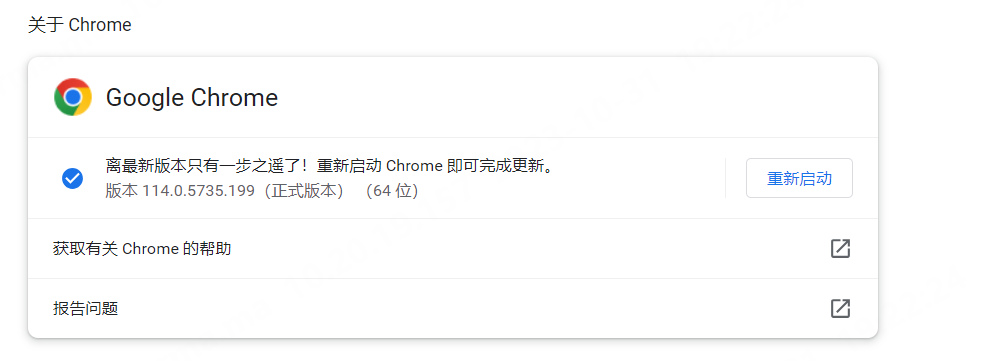 关于 Chrome
Google Chrome
离最新版本只有一步之遥了！重新启动 Chrome 即可完成更新。
版本 114.0.5735.199（正式版本） （64 位）
重新启动
获取有关 Chrome 的帮助
报告问题